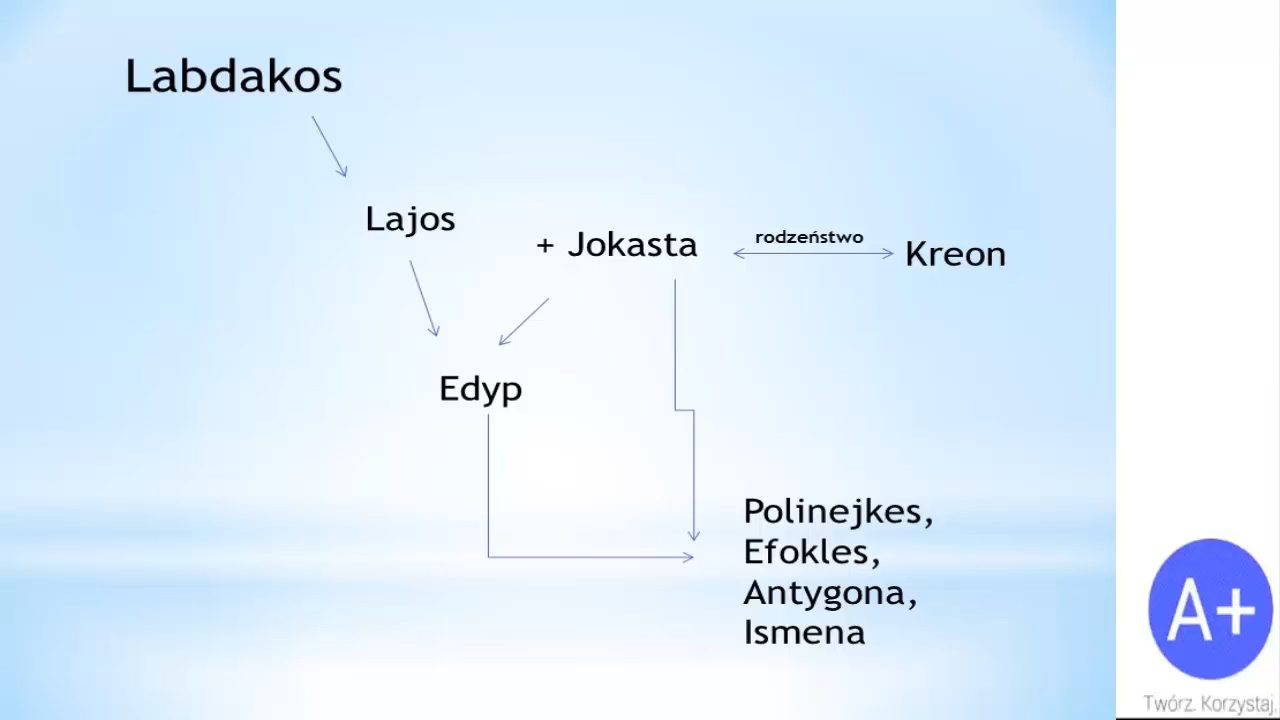 Labdakos
Lajos
+ Jokasta
rodzeństwo
Kreon
Edyp
Polinejkes,
Efokles,
Antygona,
Ismena
A+
Twórz. Korzystaj.